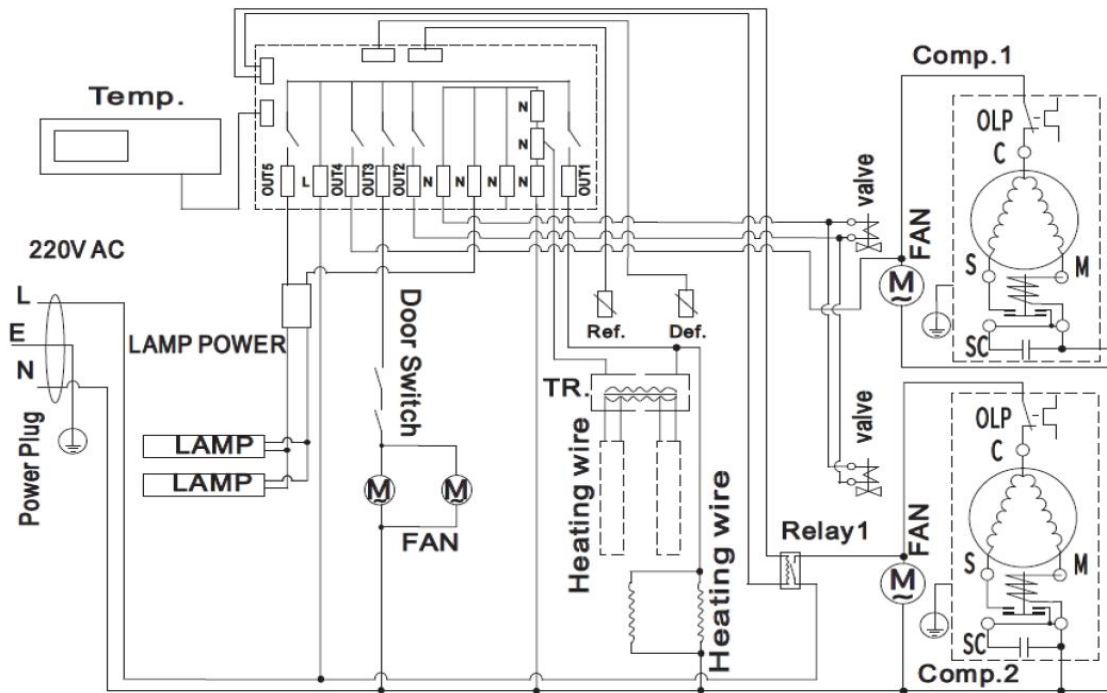 Comp.1
Temp.
OLP
C
N
N
OUT5
L
OUT4
OUT3
OUT2
N
N
N
N
OUT1
valve
FAN
220V AC
M
S
M
L
E
N
Door Switch
LAMP POWER
Ref.
Def.
SC
TR.
Power Plug
LAMP
LAMP
M
M
FAN
Heating wire
Heating wire
valve
OLP
C
Relay1
FAN
M
S
M
SC
Comp.2